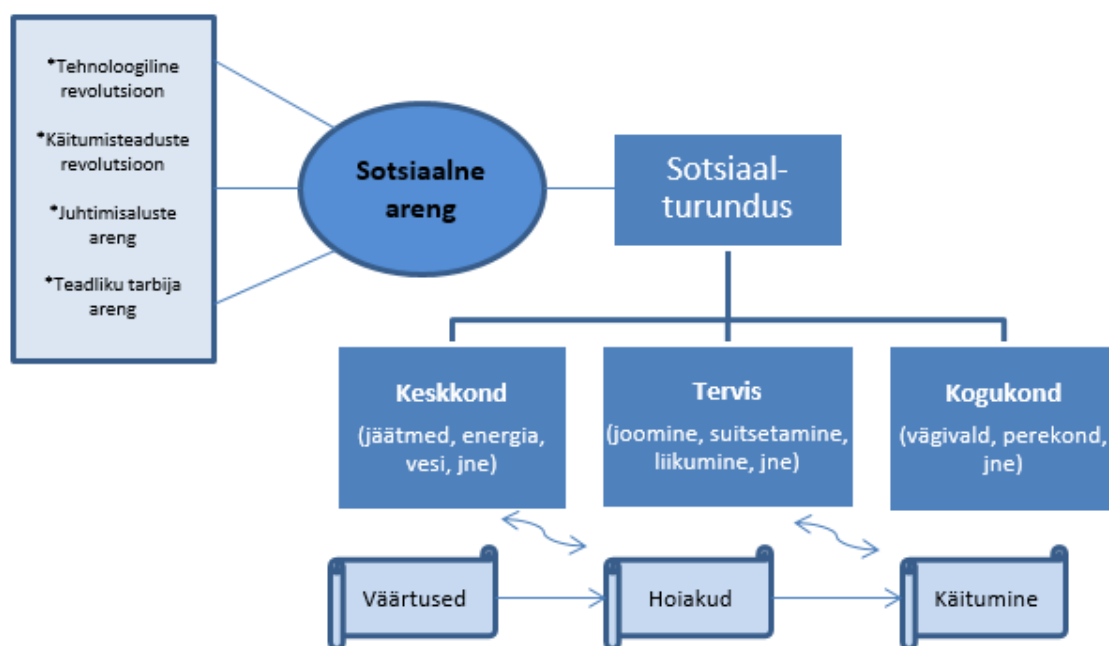 *Tehnoloogiline
revolutsioon
*Käitumisteaduste
revolutsioon
*Juhtimisaluste
areng
*Teadliku tarbija
areng
Sotsiaalne
areng
Sotsiaal-
turundus
Keskkond
(jäätmed, energia,
vesi, jne)
Tervis
(joomine, suitsetamine,
liikumine, jne)
Kogukond
(vägivald, perekond,
jne)
Väärtused
Hoiakud
Käitumine